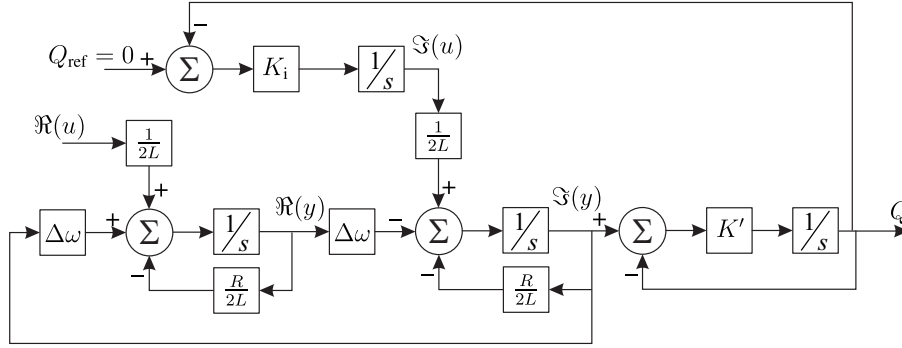 −
Q_ref = 0 + Σ K_i 1/s ℑ(u)
ℜ(u) 1/2L 1/2L
+ +
Δω + Σ 1/s ℜ(y) Δω − Σ 1/s ℑ(y) + Σ K′ 1/s Q
− R/2L − R/2L −